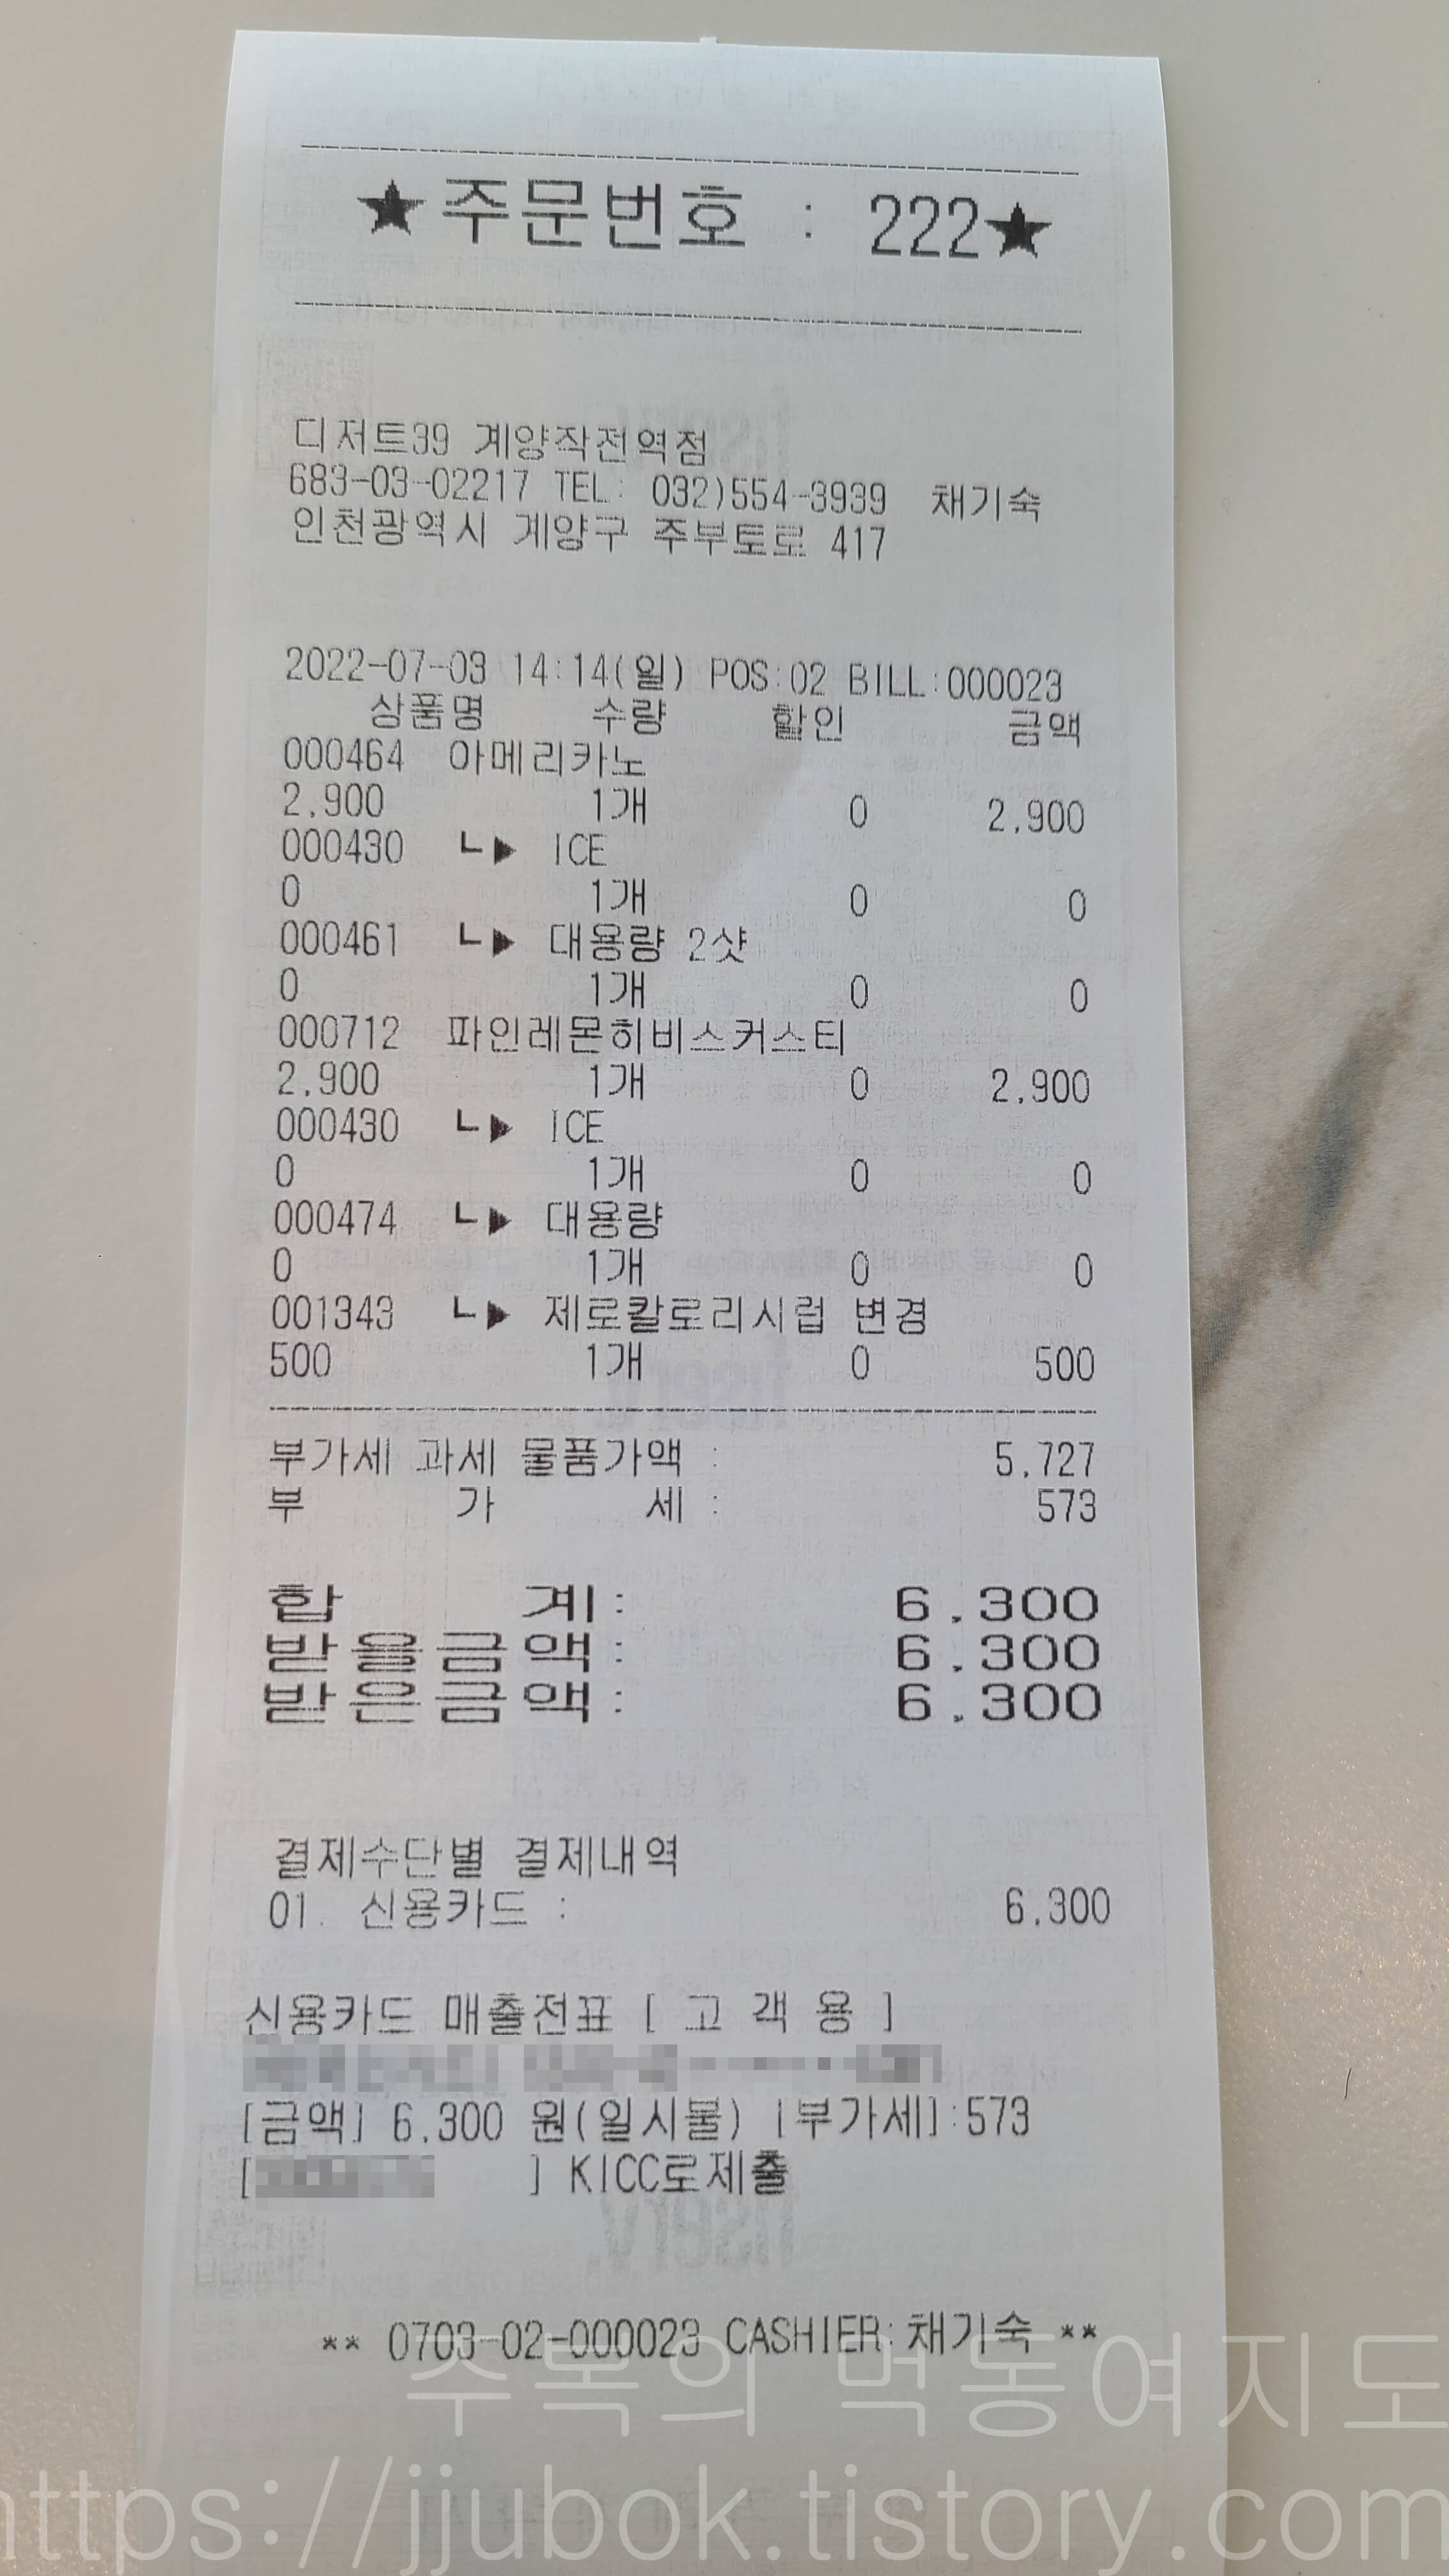 ★주문번호 : 222★
디저트39 계양작전역점
683-03-02217 TEL: 032)554-3939 채기숙
인천광역시 계양구 주부토로 417
2022-07-03 14:14(일) POS:02 BILL:000023
상품명 수량 할인 금액
000464 아메리카노
2,900 1개 0 2,900
000430 ┗▶ ICE
0 1개 0 0
000461 ┗▶ 대용량 2샷
0 1개 0 0
000712 파인레몬히비스커스티
2,900 1개 0 2,900
000430 ┗▶ ICE
0 1개 0 0
000474 ┗▶ 대용량
0 1개 0 0
001343 ┗▶ 제로칼로리시럽 변경
500 1개 0 500
부가세 과세 물품가액 : 5,727
부 가 세 : 573
합 계: 6,300
받을금액: 6,300
받은금액: 6,300
결제수단별 결제내역
01. 신용카드 : 6,300
신용카드 매출전표 [ 고 객 용 ]
[금액] 6,300 원(일시불) [부가세]:573
[ ] KICC로제출
** 0703-02-000023 CASHIER:채기숙 **
주복의 먹동여지도
https://jjubok.tistory.com